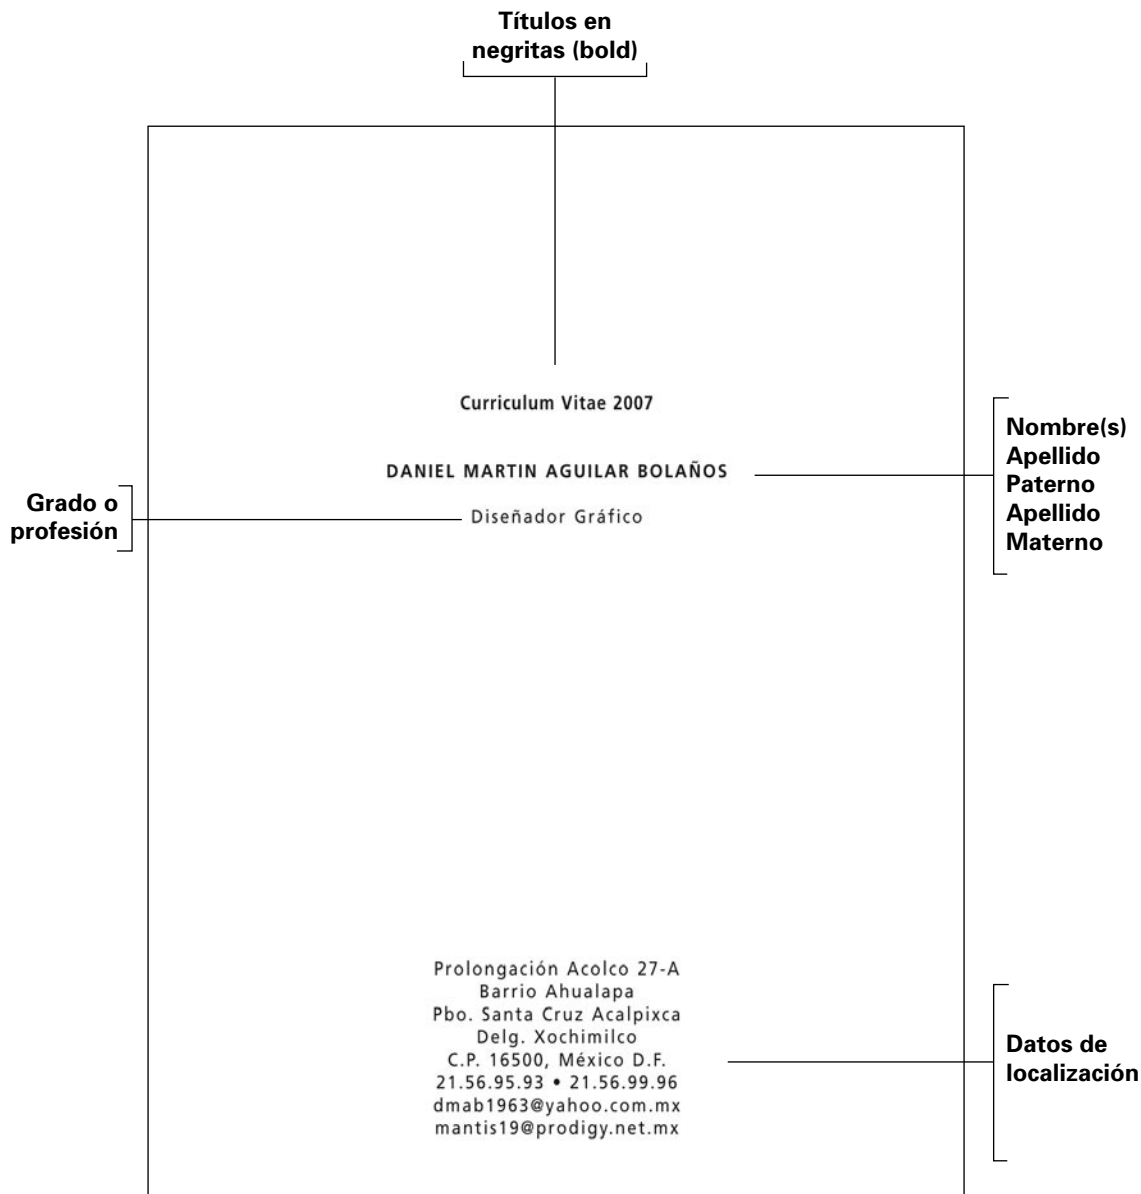 Títulos en
negritas (bold)
Curriculum Vitae 2007
DANIEL MARTIN AGUILAR BOLAÑOS
Nombre(s)
Apellido
Paterno
Apellido
Materno
Grado o
profesión
Diseñador Gráfico
Prolongación Acolco 27-A
Barrio Ahualapa
Pbo. Santa Cruz Acalpixca
Delg. Xochimilco
C.P. 16500, México D.F.
21.56.95.93 • 21.56.99.96
dmab1963@yahoo.com.mx
mantis19@prodigy.net.mx
Datos de
localización